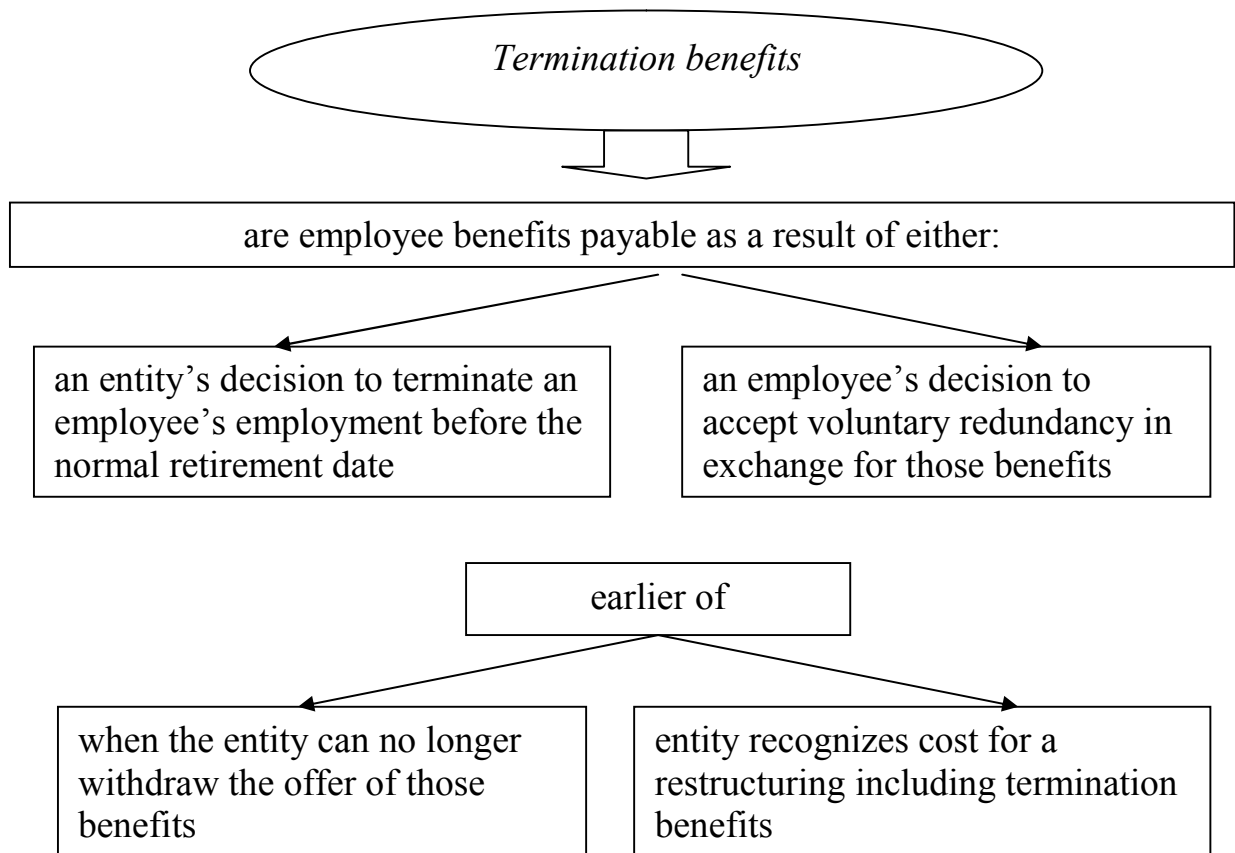 Termination benefits
are employee benefits payable as a result of either:
an entity’s decision to terminate an
employee’s employment before the
normal retirement date
an employee’s decision to
accept voluntary redundancy in
exchange for those benefits
earlier of
when the entity can no longer
withdraw the offer of those
benefits
entity recognizes cost for a
restructuring including termination
benefits